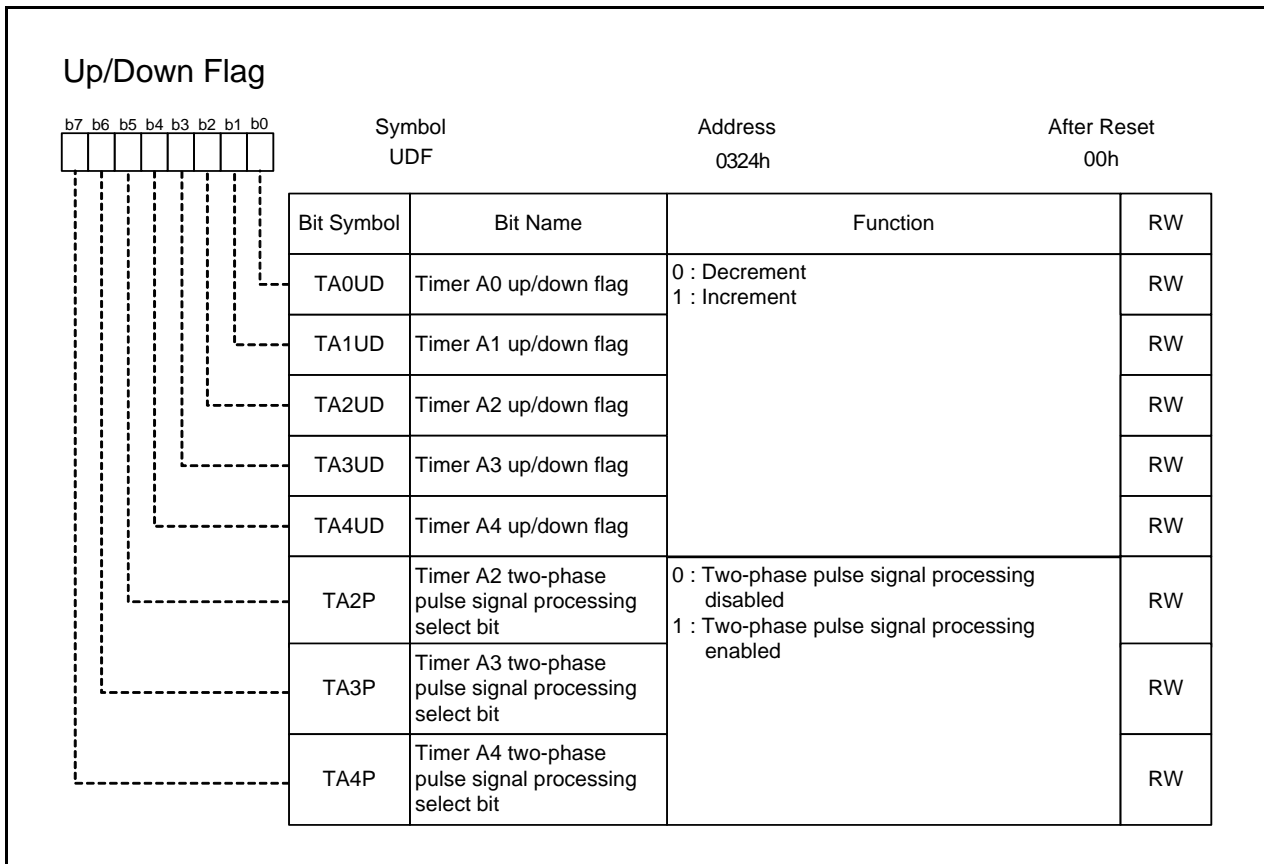 Up/Down Flag
b7 b6 b5 b4 b3 b2 b1 b0
Symbol Address After Reset
UDF 0324h 00h
Bit Symbol Bit Name Function RW
TA0UD Timer A0 up/down flag 0 : Decrement
1 : Increment RW
TA1UD Timer A1 up/down flag RW
TA2UD Timer A2 up/down flag RW
TA3UD Timer A3 up/down flag RW
TA4UD Timer A4 up/down flag RW
TA2P Timer A2 two-phase
pulse signal processing
select bit
0 : Two-phase pulse signal processing
disabled
1 : Two-phase pulse signal processing
enabled
RW
TA3P Timer A3 two-phase
pulse signal processing
select bit
RW
TA4P Timer A4 two-phase
pulse signal processing
select bit
RW